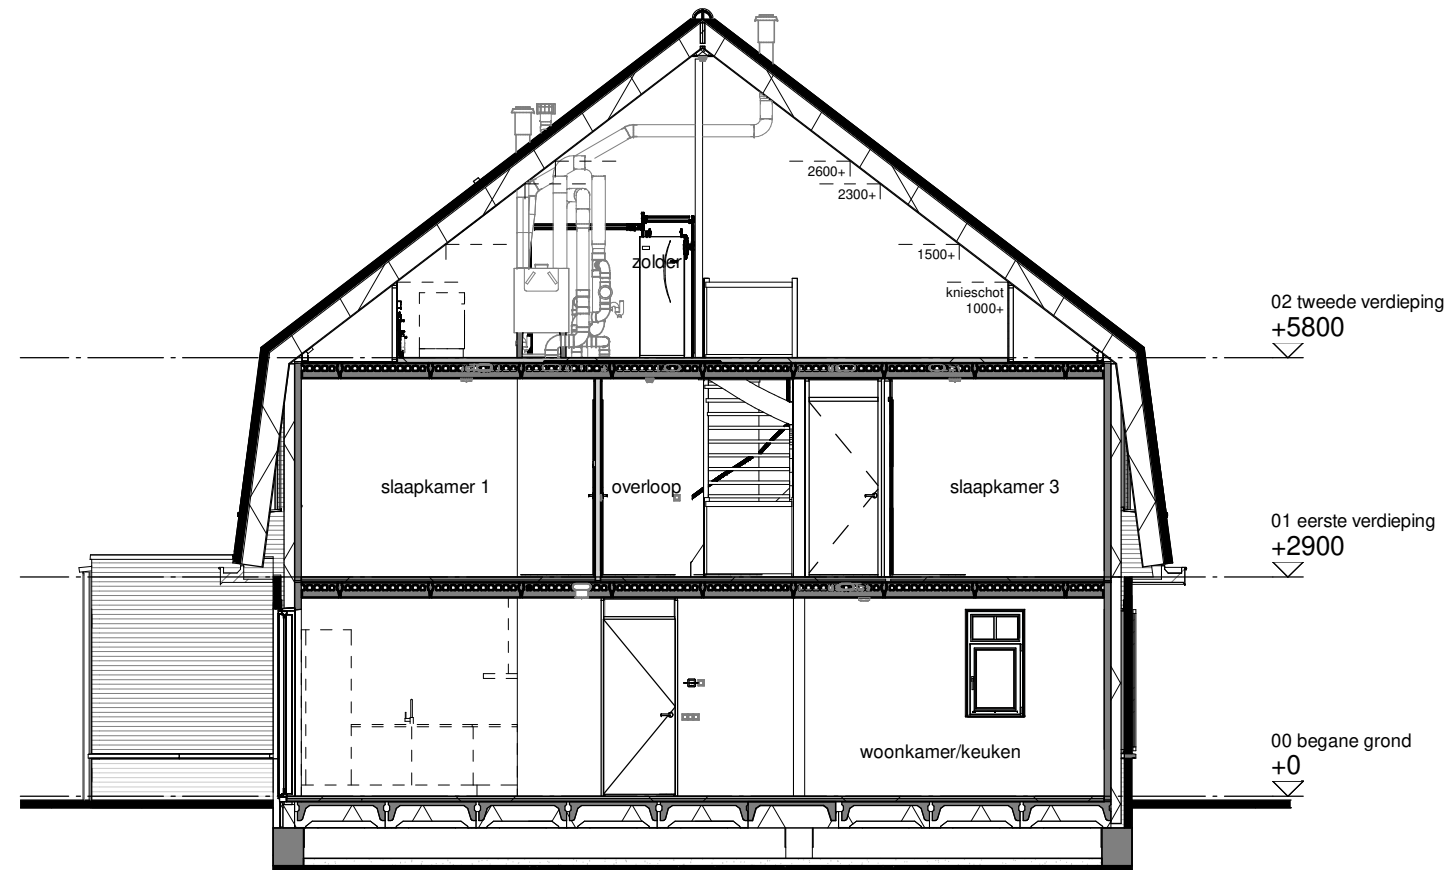 2600+
2300+
1500+
zolder
knieschot
1000+
02 tweede verdieping
+5800
slaapkamer 1
overloop
slaapkamer 3
01 eerste verdieping
+2900
woonkamer/keuken
00 begane grond
+0